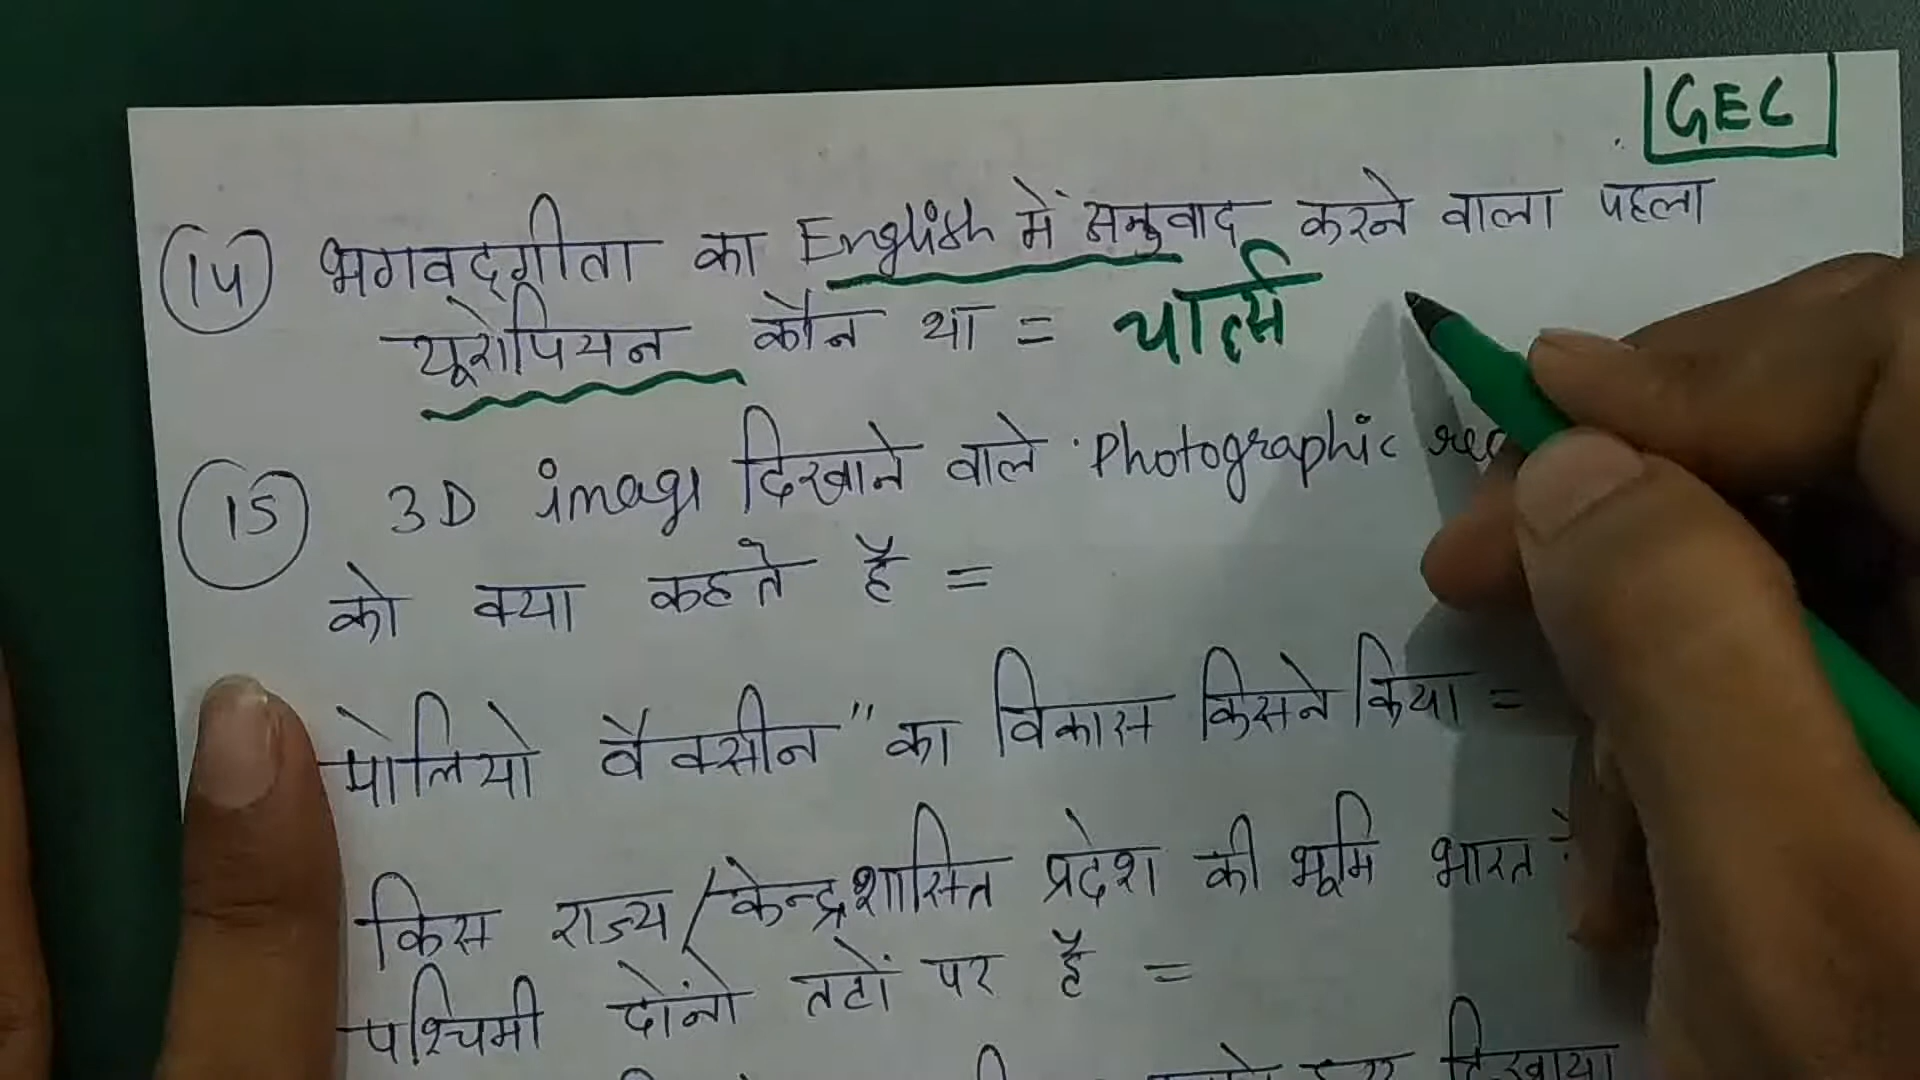 GEC
14 भगवद्गीता का English में अनुवाद करने वाला पहला
यूरोपियन कौन था = चार्ल्स
15 3D image दिखाने वाले Photographic
को क्या कहते है =
पोलियो वैक्सीन" का विकास किसने किया =
किस राज्य/केन्द्रशासित प्रदेश की भूमि भारत
पश्चिमी दोंनो तटों पर है =
दिखाया